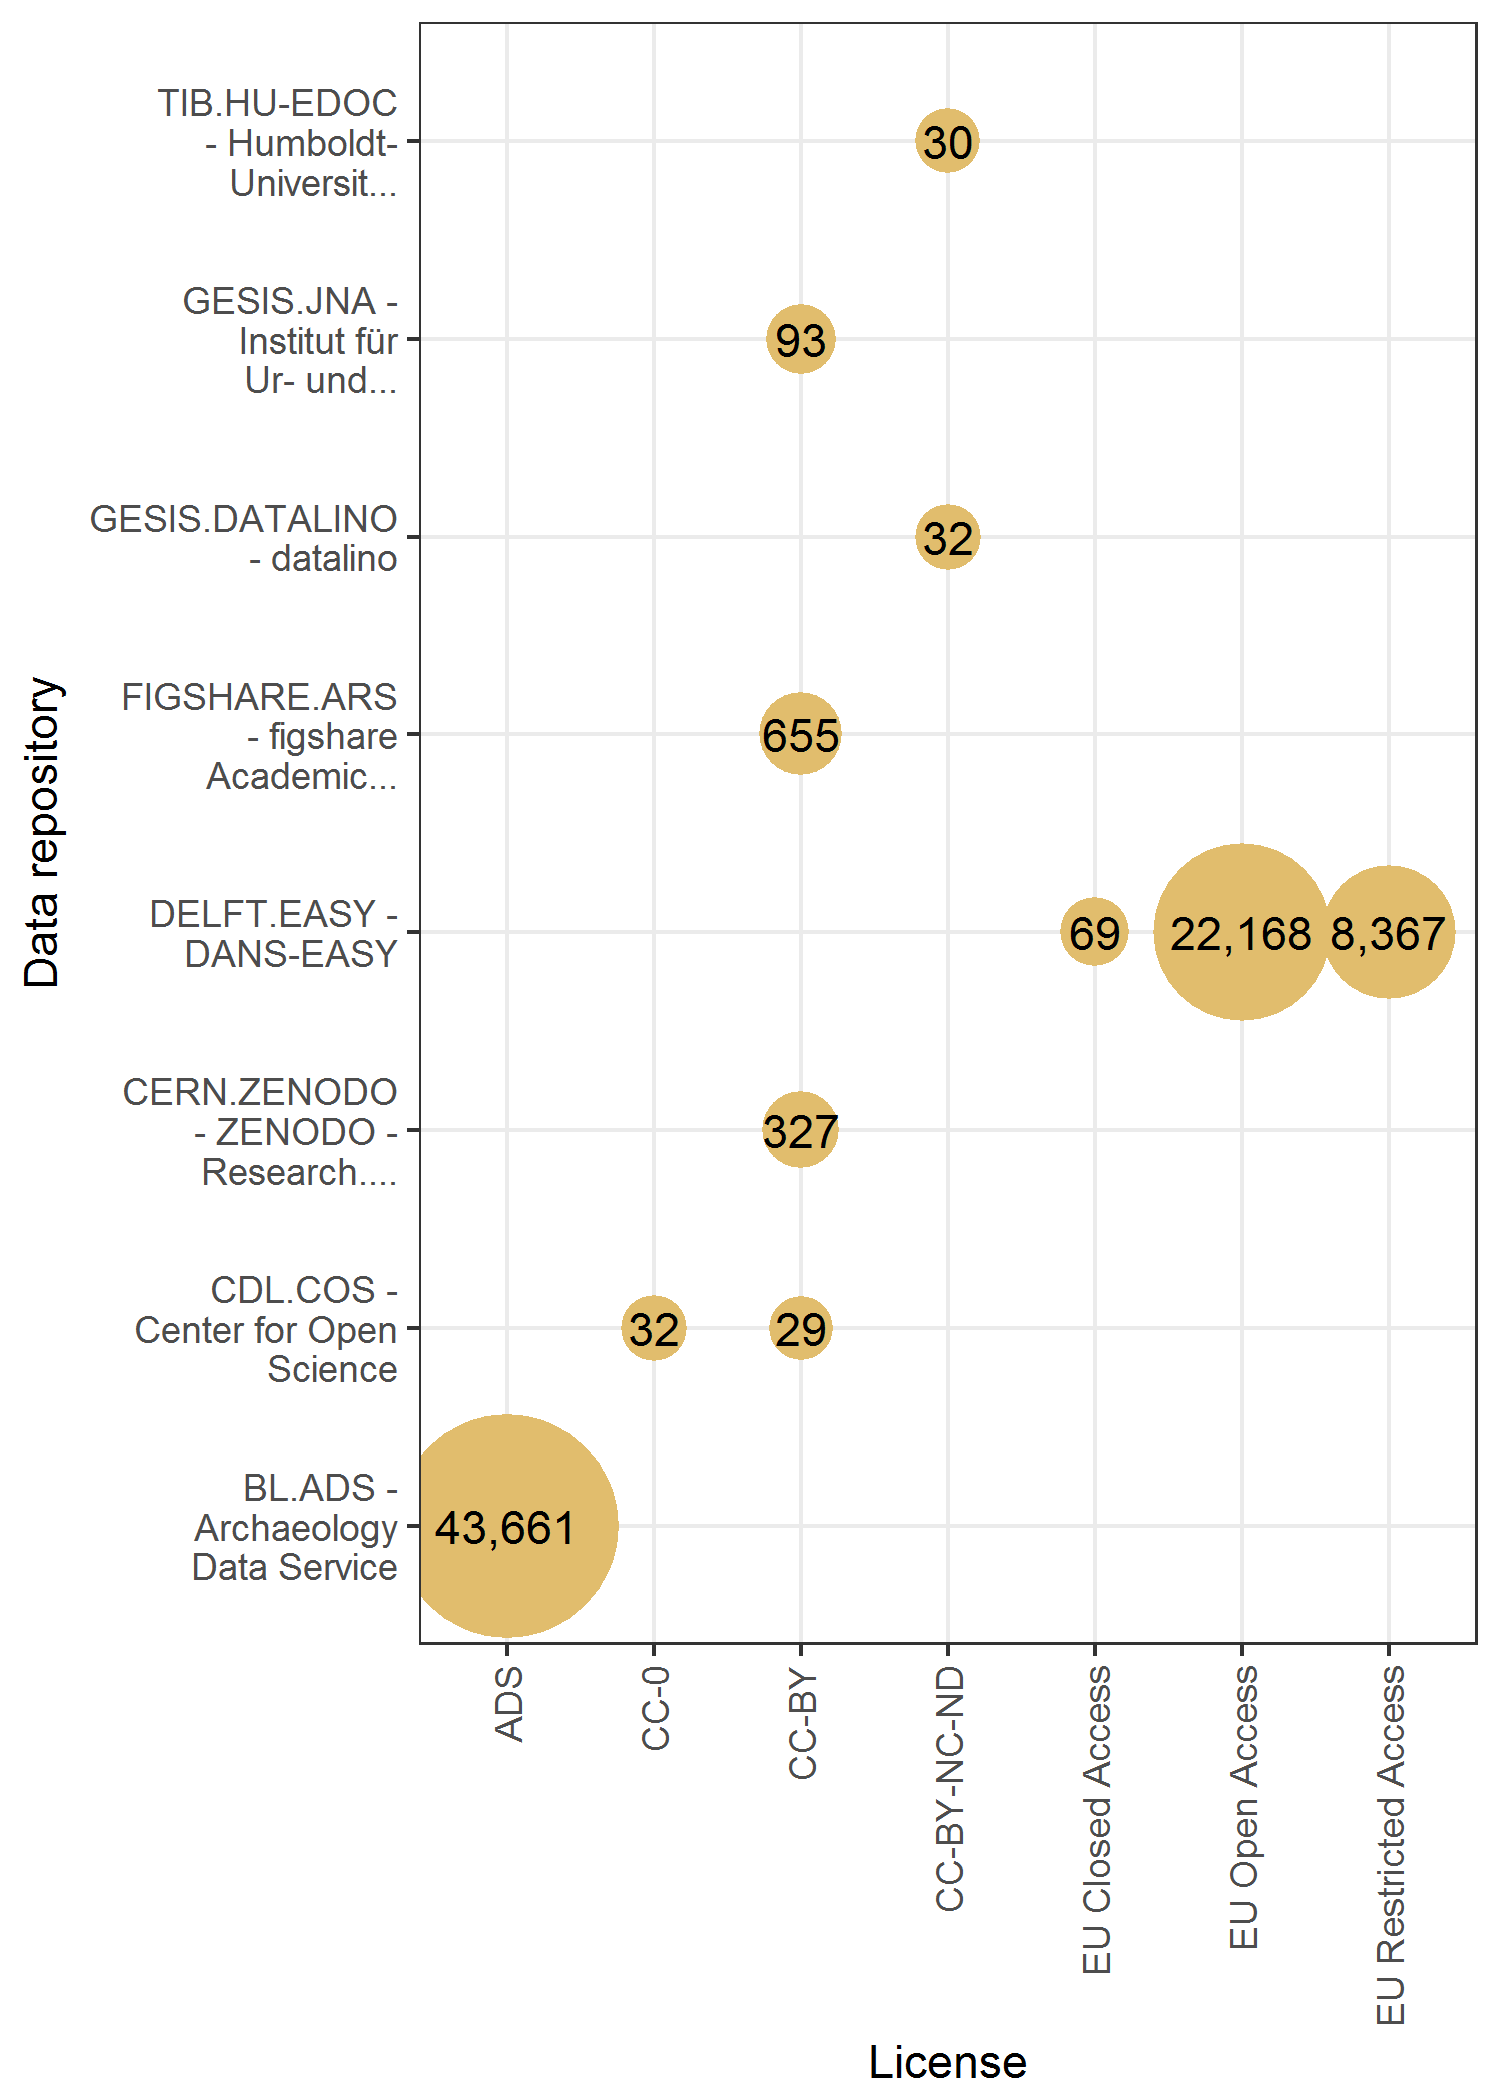 TIB.HU-EDOC
- Humboldt-
Universit...
30
GESIS.JNA -
Institut für
Ur- und...
93
GESIS.DATALINO
- datalino
32
FIGSHARE.ARS
- figshare
Academic...
655
DELFT.EASY -
DANS-EASY
69
22,168
8,367
CERN.ZENODO
- ZENODO -
Research....
327
CDL.COS -
Center for Open
Science
32
29
BL.ADS -
Archaeology
Data Service
43,661
Data repository
ADS
CC-0
CC-BY
CC-BY-NC-ND
EU Closed Access
EU Open Access
EU Restricted Access
License